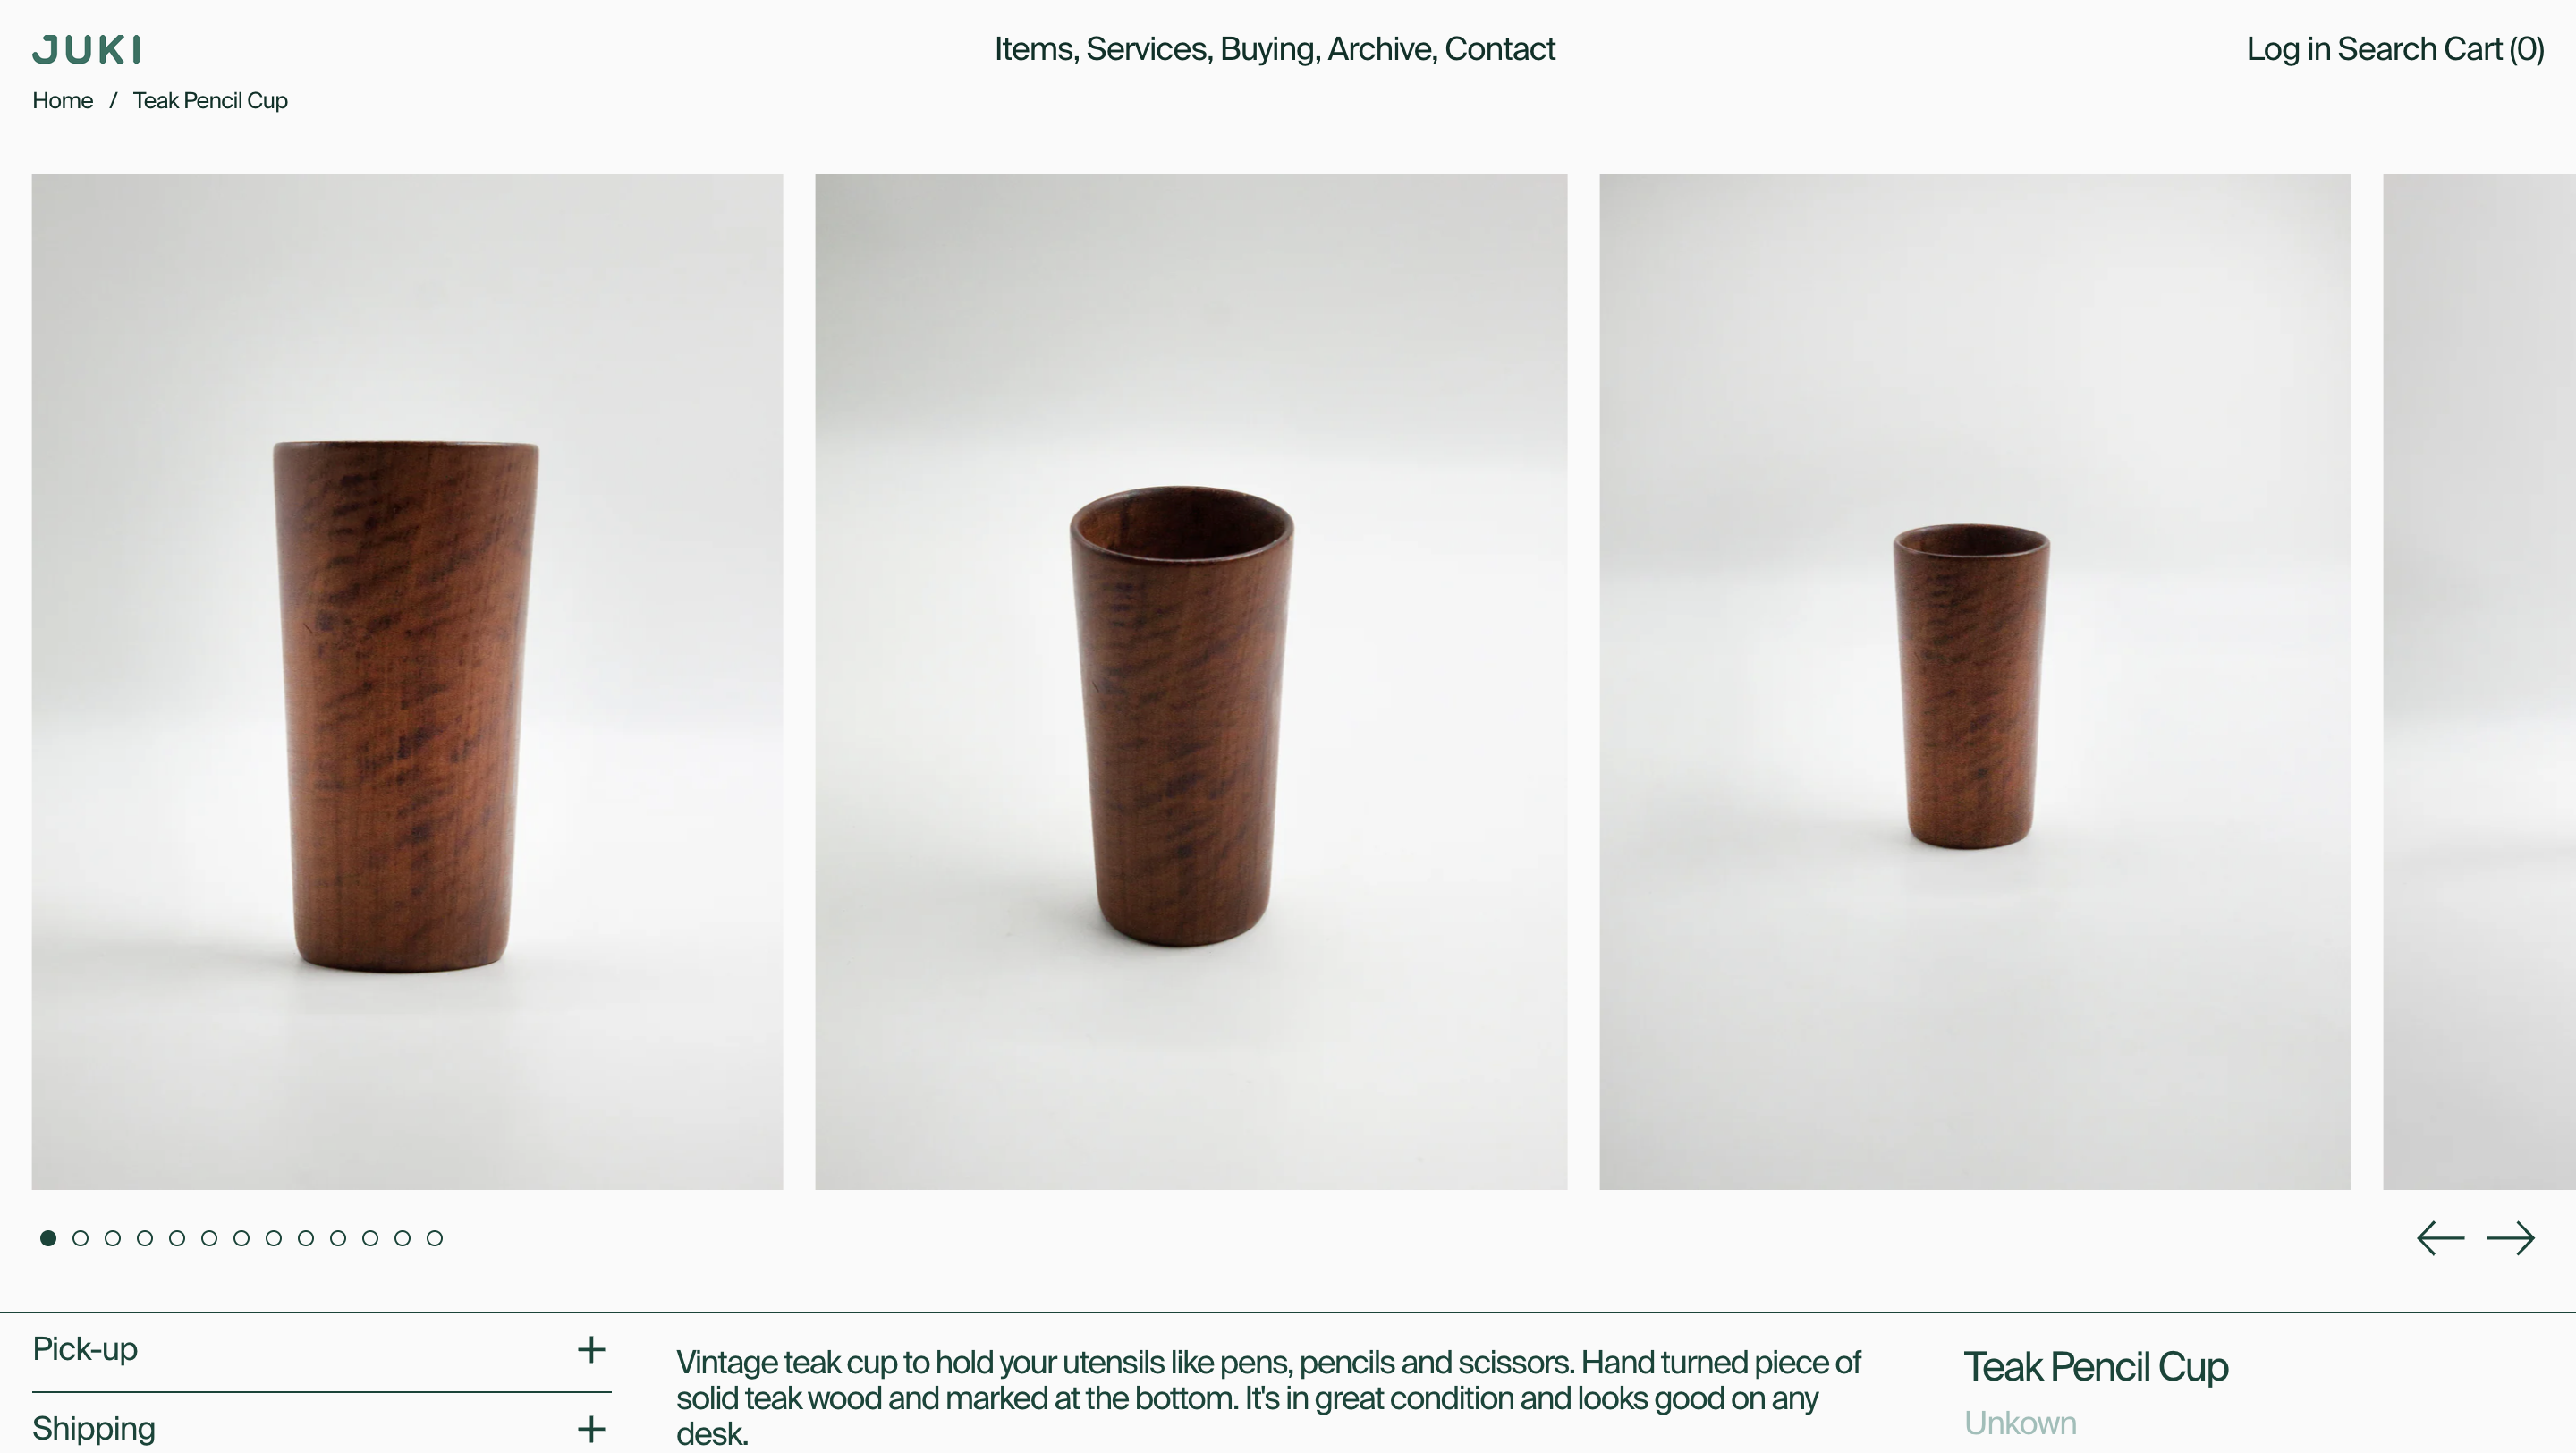 JUKI
Items, Services, Buying, Archive, Contact
Log in Search Cart (0)
Home / Teak Pencil Cup
Pick-up
Shipping
Vintage teak cup to hold your utensils like pens, pencils and scissors. Hand turned piece of
solid teak wood and marked at the bottom. It's in great condition and looks good on any
desk.
Teak Pencil Cup
Unkown